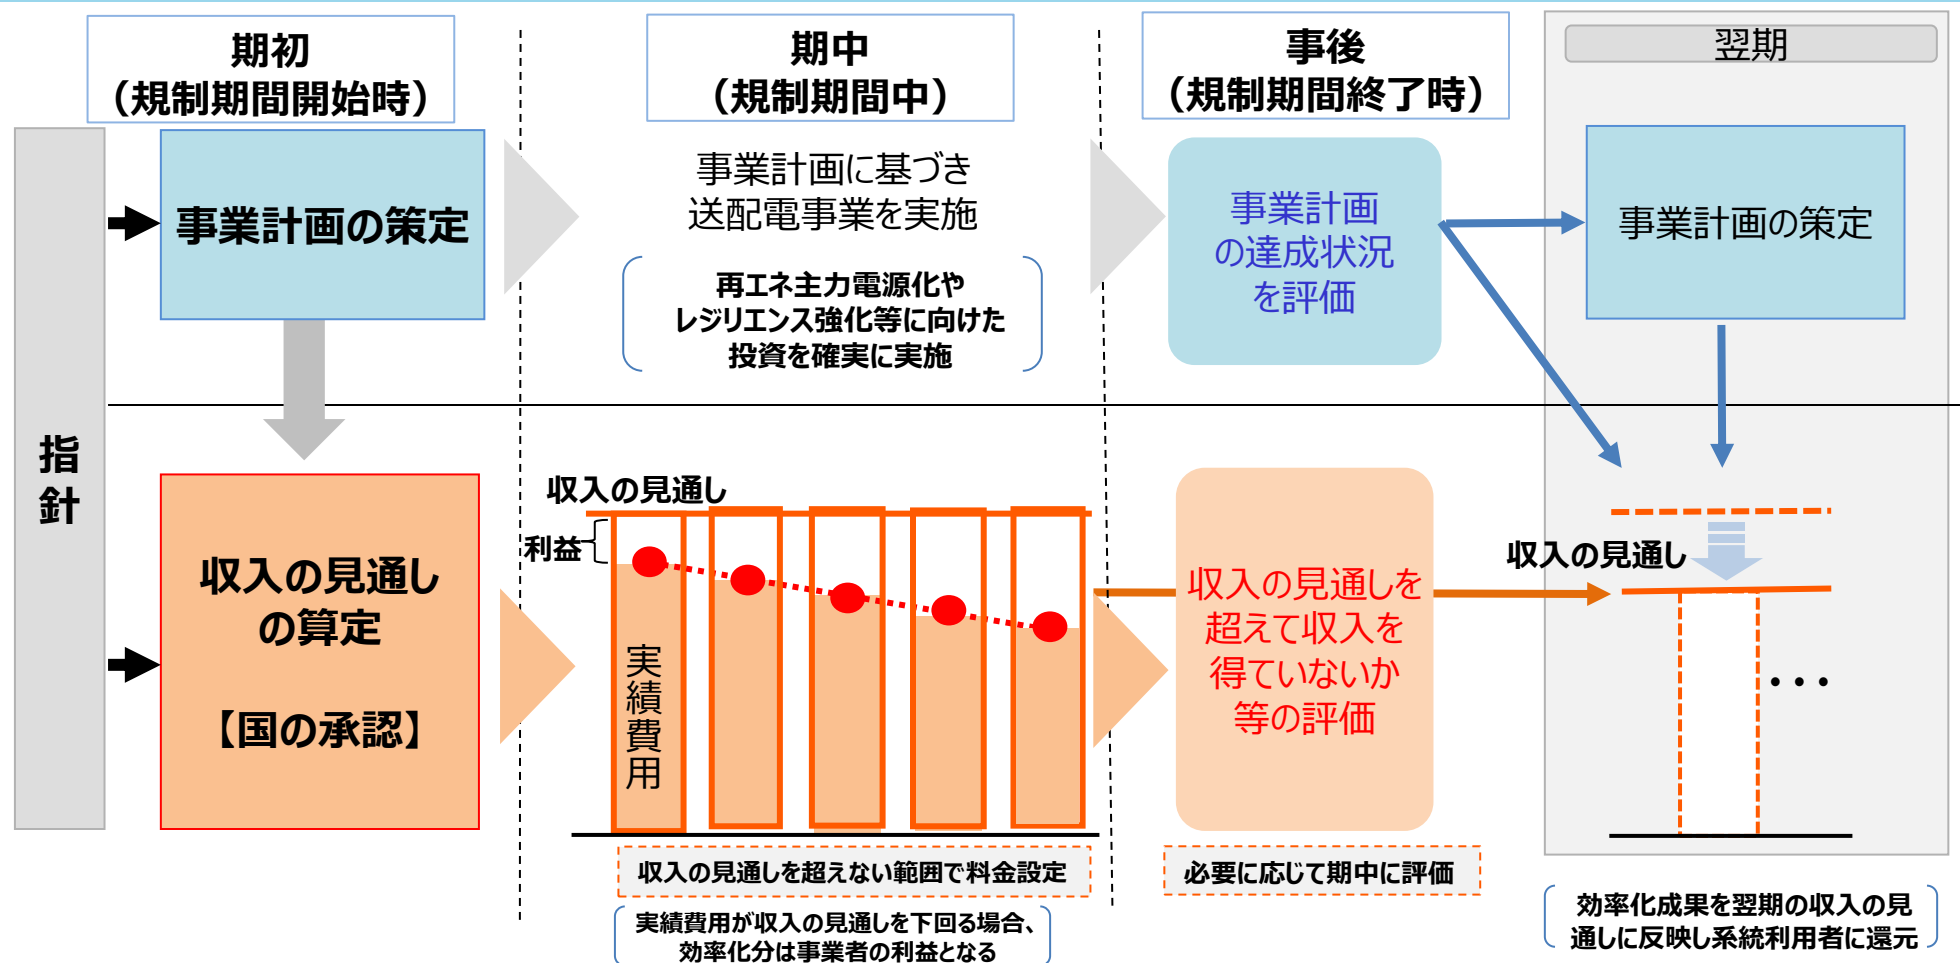 期初
（規制期間開始時）
期中
（規制期間中）
事後
（規制期間終了時）
翌期
指
針
事業計画の策定
事業計画に基づき
送配電事業を実施
再エネ主力電源化や
レジリエンス強化等に向けた
投資を確実に実施
事業計画
の達成状況
を評価
事業計画の策定
収入の見通し
の算定
【国の承認】
収入の見通し
利益
実績費用
収入の見通しを
超えて収入を
得ていないか
等の評価
収入の見通し
・・・
収入の見通しを超えない範囲で料金設定
実績費用が収入の見通しを下回る場合、
効率化分は事業者の利益となる
必要に応じて期中に評価
効率化成果を翌期の収入の見
通しに反映し系統利用者に還元